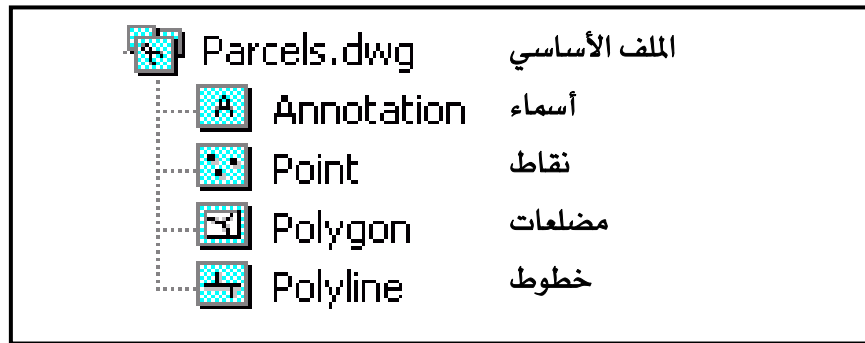 Parcels.dwg الملف الأساسي
Annotation أسماء
Point نقاط
Polygon مضلعات
Polyline خطوط